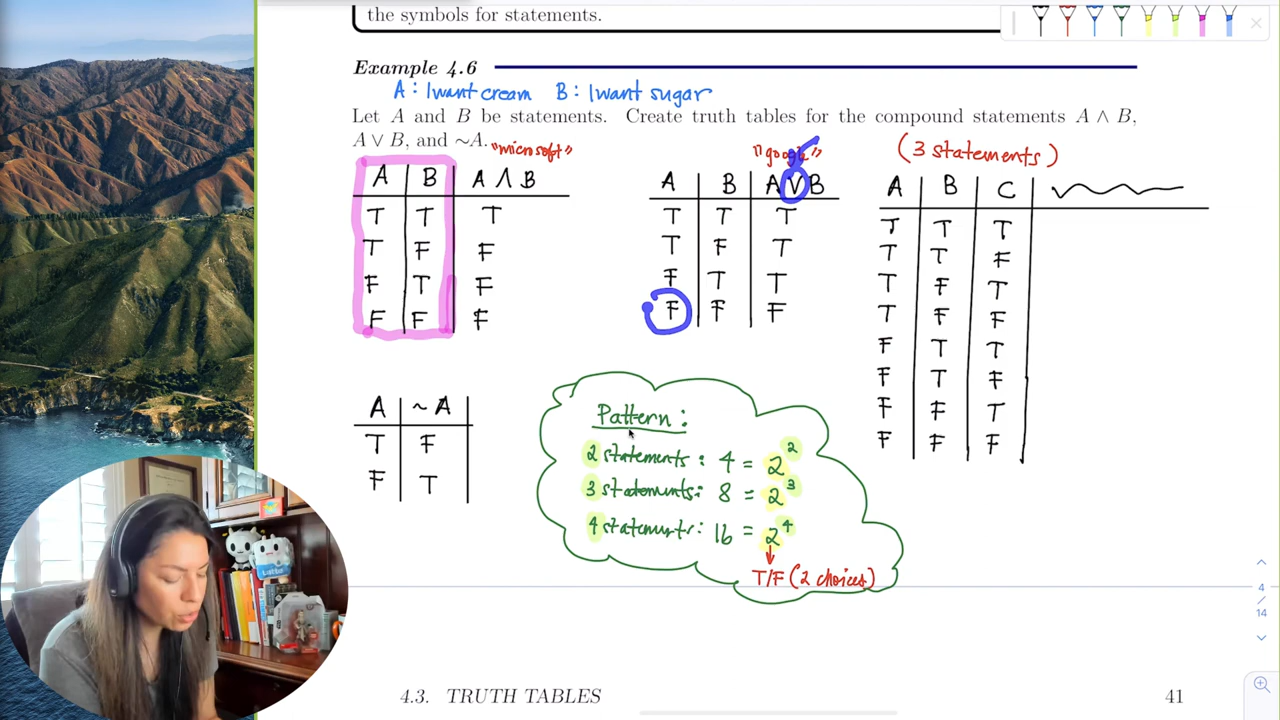 the symbols for statements.
Example 4.6
A: I want cream B: I want sugar
Let A and B be statements. Create truth tables for the compound statements A ∧ B,
A ∨ B, and ~A.
"microsoft"
A B A ∧ B
T T T
T F F
F T F
F F F
"google"
A B A ∨ B
T T T
T F T
F T T
F F F
(3 statements)
A B C
T T T
T T F
T F T
T F F
F T T
F T F
F F T
F F F
A ~A
T F
F T
Pattern:
2 statements: 4 = 2²
3 statements: 8 = 2³
4 statements: 16 = 2⁴
T/F (2 choices)
4.3. TRUTH TABLES 41
4
/
14